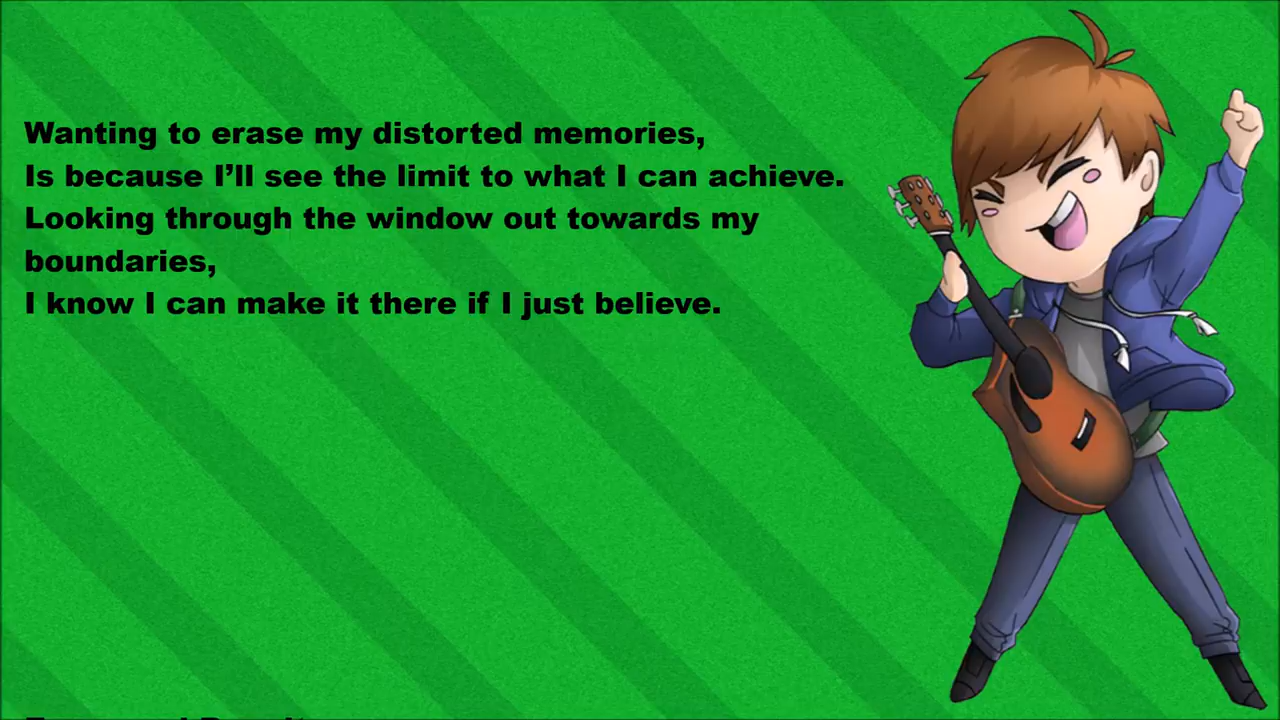 Wanting to erase my distorted memories,
Is because I’ll see the limit to what I can achieve.
Looking through the window out towards my
boundaries,
I know I can make it there if I just believe.